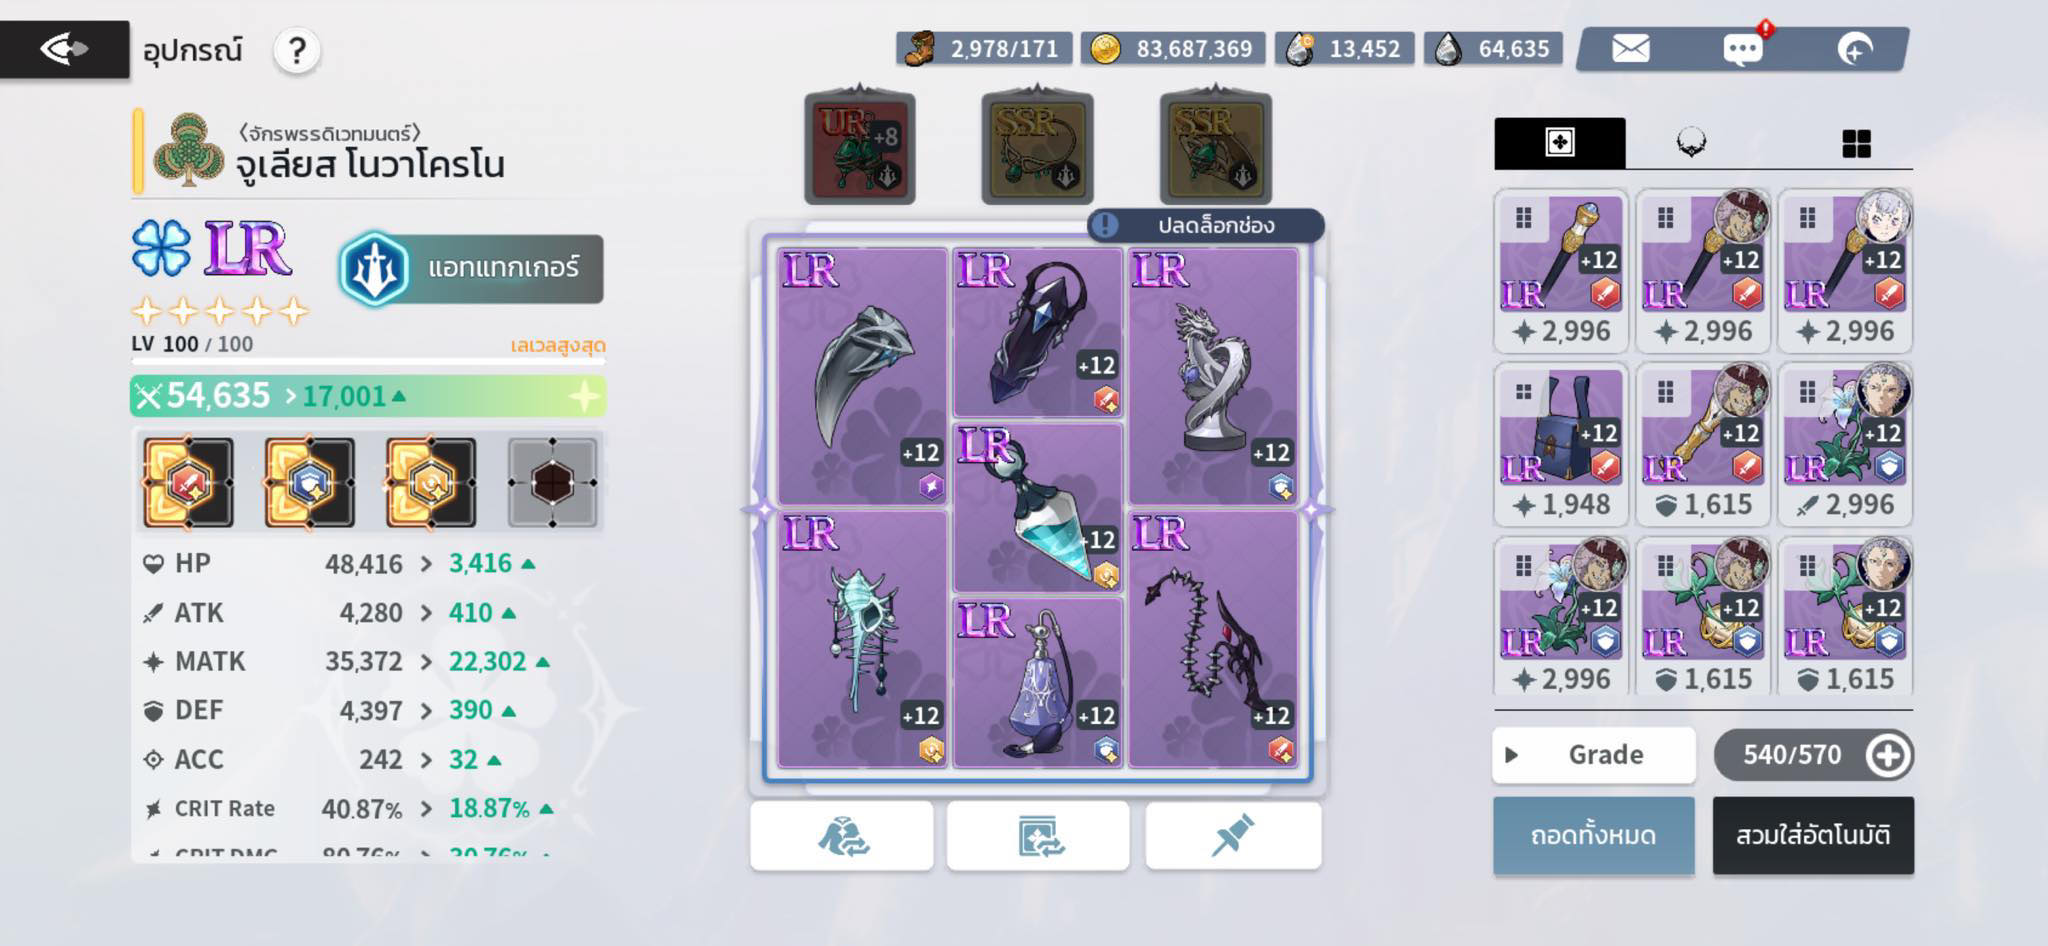 อุปกรณ์ ?
2,978/171 83,687,369 13,452 64,635
〈จักรพรรดิเวทมนตร์〉
จูเลียส โนวาโครโน
LR แอทแทกเกอร์
LV 100 / 100 เลเวลสูงสุด
54,635 > 17,001
HP 48,416 > 3,416
ATK 4,280 > 410
MATK 35,372 > 22,302
DEF 4,397 > 390
ACC 242 > 32
CRIT Rate 40.87% > 18.87%
CRIT DMG 80.76% > 30.76%
UR +8 SSR SSR
ปลดล็อกช่อง
LR +12
LR +12
LR +12
LR +12
LR +12
LR +12
LR +12
+12 LR 2,996
+12 LR 2,996
+12 LR 2,996
+12 LR 1,948
+12 LR 1,615
+12 LR 2,996
+12 LR 2,996
+12 LR 1,615
+12 LR 1,615
Grade 540/570
ถอดทั้งหมด สวมใส่อัตโนมัติ